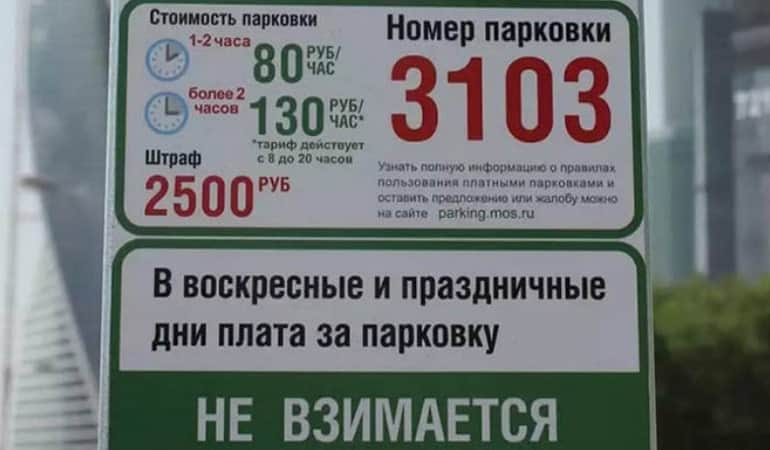 Стоимость парковки
1-2 часа 80 РУБ/ЧАС
более 2 часов 130 РУБ/ЧАС*
*тариф действует
с 8 до 20 часов
Штраф
2500 РУБ
Номер парковки
3103
Узнать полную информацию о правилах
пользования платными парковками и
оставить предложение или жалобу можно
на сайте parking.mos.ru
В воскресные и праздничные
дни плата за парковку
НЕ ВЗИМАЕТСЯ